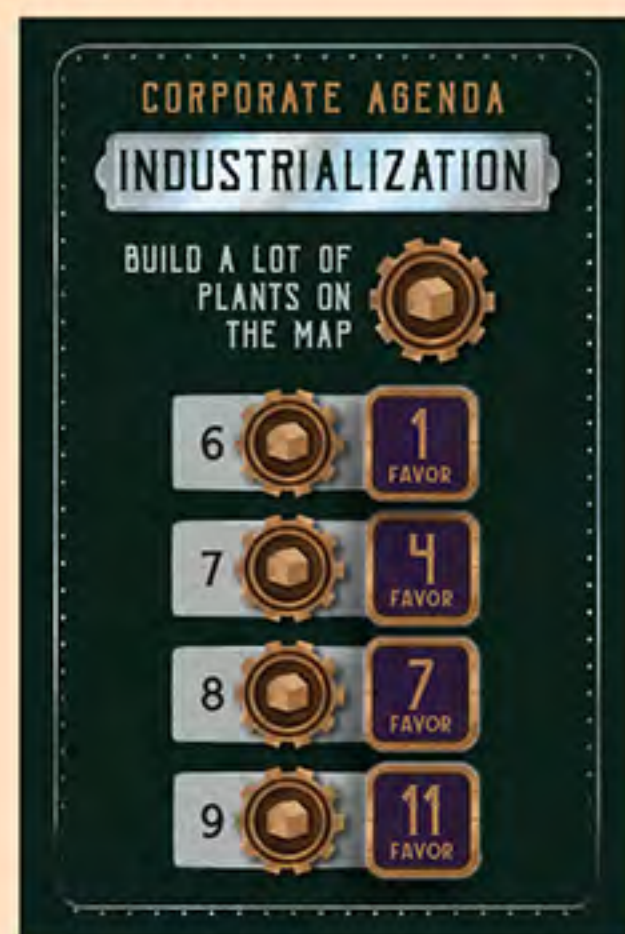 CORPORATE AGENDA
INDUSTRIALIZATION
BUILD A LOT OF
PLANTS ON
THE MAP
6 1
FAVOR
7 4
FAVOR
8 7
FAVOR
9 11
FAVOR